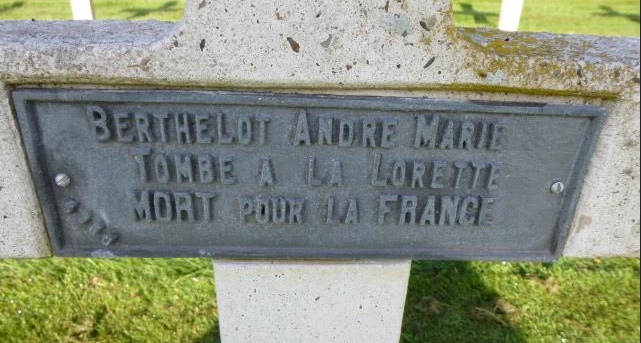 BERTHELOT ANDRE MARIE
TOMBE A LA LORETTE
MORT POUR LA FRANCE